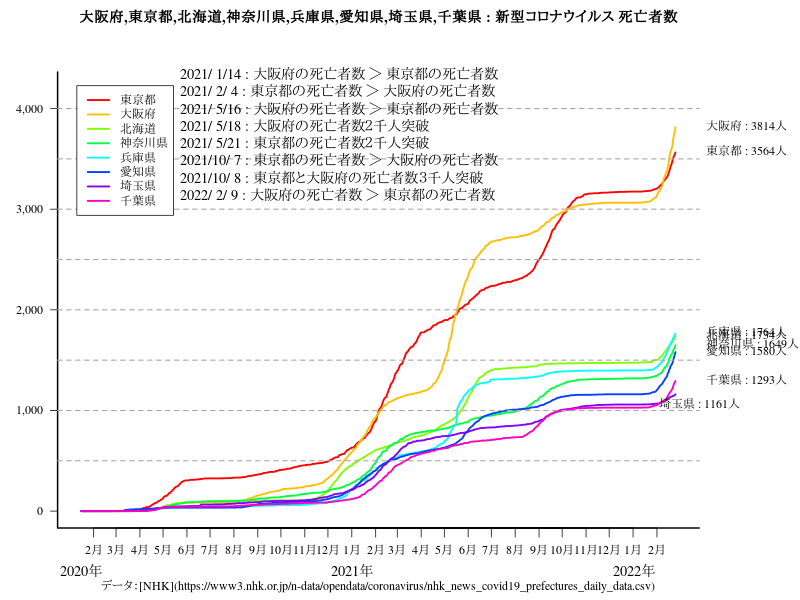 大阪府,東京都,北海道,神奈川県,兵庫県,愛知県,埼玉県,千葉県 : 新型コロナウイルス 死亡者数
2021/ 1/14 : 大阪府の死亡者数 ＞ 東京都の死亡者数
2021/ 2/ 4 : 東京都の死亡者数 ＞ 大阪府の死亡者数
2021/ 5/16 : 大阪府の死亡者数 ＞ 東京都の死亡者数
2021/ 5/18 : 大阪府の死亡者数2千人突破
2021/ 5/21 : 東京都の死亡者数2千人突破
2021/10/ 7 : 東京都の死亡者数 ＞ 大阪府の死亡者数
2021/10/ 8 : 東京都と大阪府の死亡者数３千人突破
2022/ 2/ 9 : 大阪府の死亡者数 ＞ 東京都の死亡者数
東京都
大阪府
北海道
神奈川県
兵庫県
愛知県
埼玉県
千葉県
4,000
3,000
2,000
1,000
0
大阪府 : 3814人
東京都 : 3564人
兵庫県 : 1764人
北海道 : 1734人
神奈川県 : 1649人
愛知県 : 1580人
千葉県 : 1293人
埼玉県 : 1161人
2月 3月 4月 5月 6月 7月 8月 9月 10月 11月 12月 1月 2月 3月 4月 5月 6月 7月 8月 9月 10月 11月 12月 1月 2月
2020年 2021年 2022年
データ：[NHK](https://www3.nhk.or.jp/n-data/opendata/coronavirus/nhk_news_covid19_prefectures_daily_data.csv)